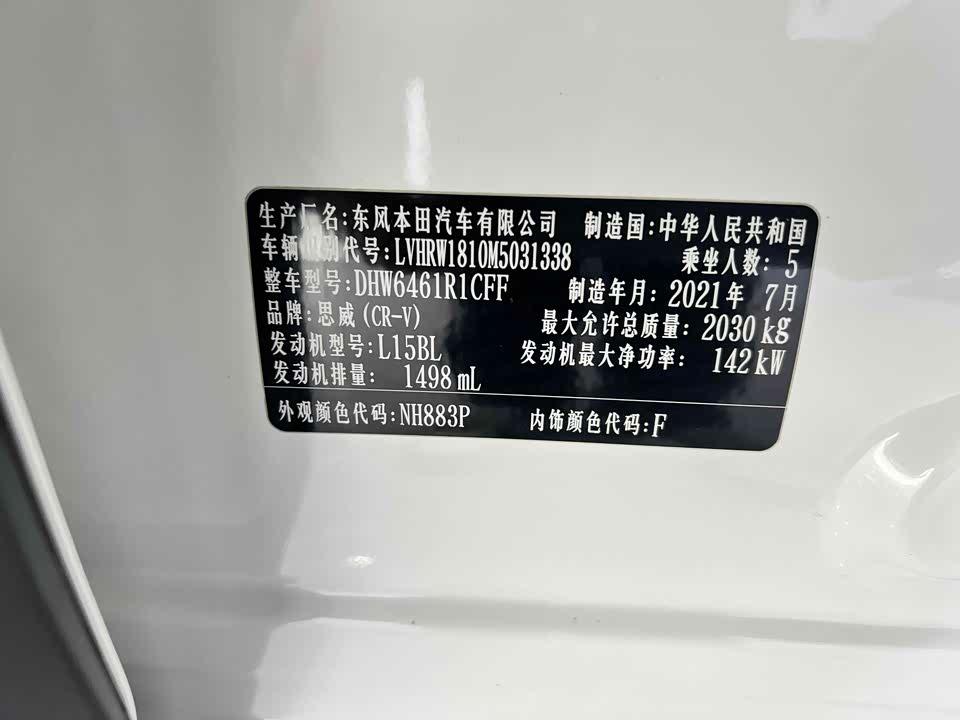 生产厂名:东风本田汽车有限公司 制造国:中华人民共和国
车辆识别代号:LVHRW1810M5031338 乘坐人数: 5
整车型号:DHW6461R1CFF 制造年月:2021年 7月
品牌:思威(CR-V) 最大允许总质量: 2030kg
发动机型号:L15BL 发动机最大净功率: 142kW
发动机排量: 1498mL
外观颜色代码:NH883P 内饰颜色代码:F